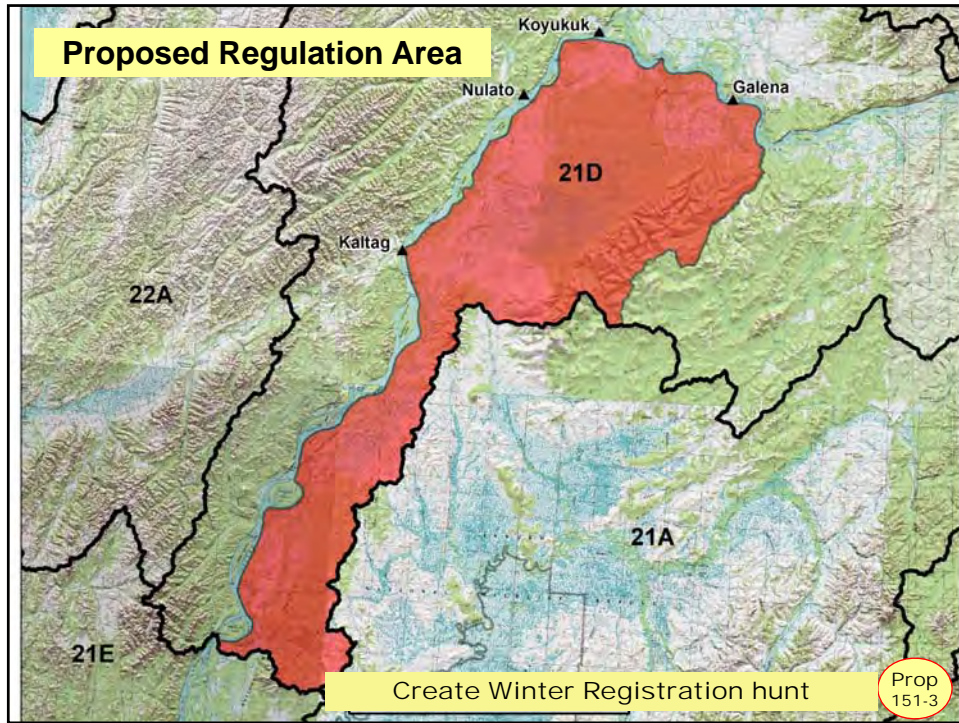 Proposed Regulation Area
Koyukuk
Nulato
Galena
21D
Kaltag
22A
21A
21E
Create Winter Registration hunt
Prop
151-3